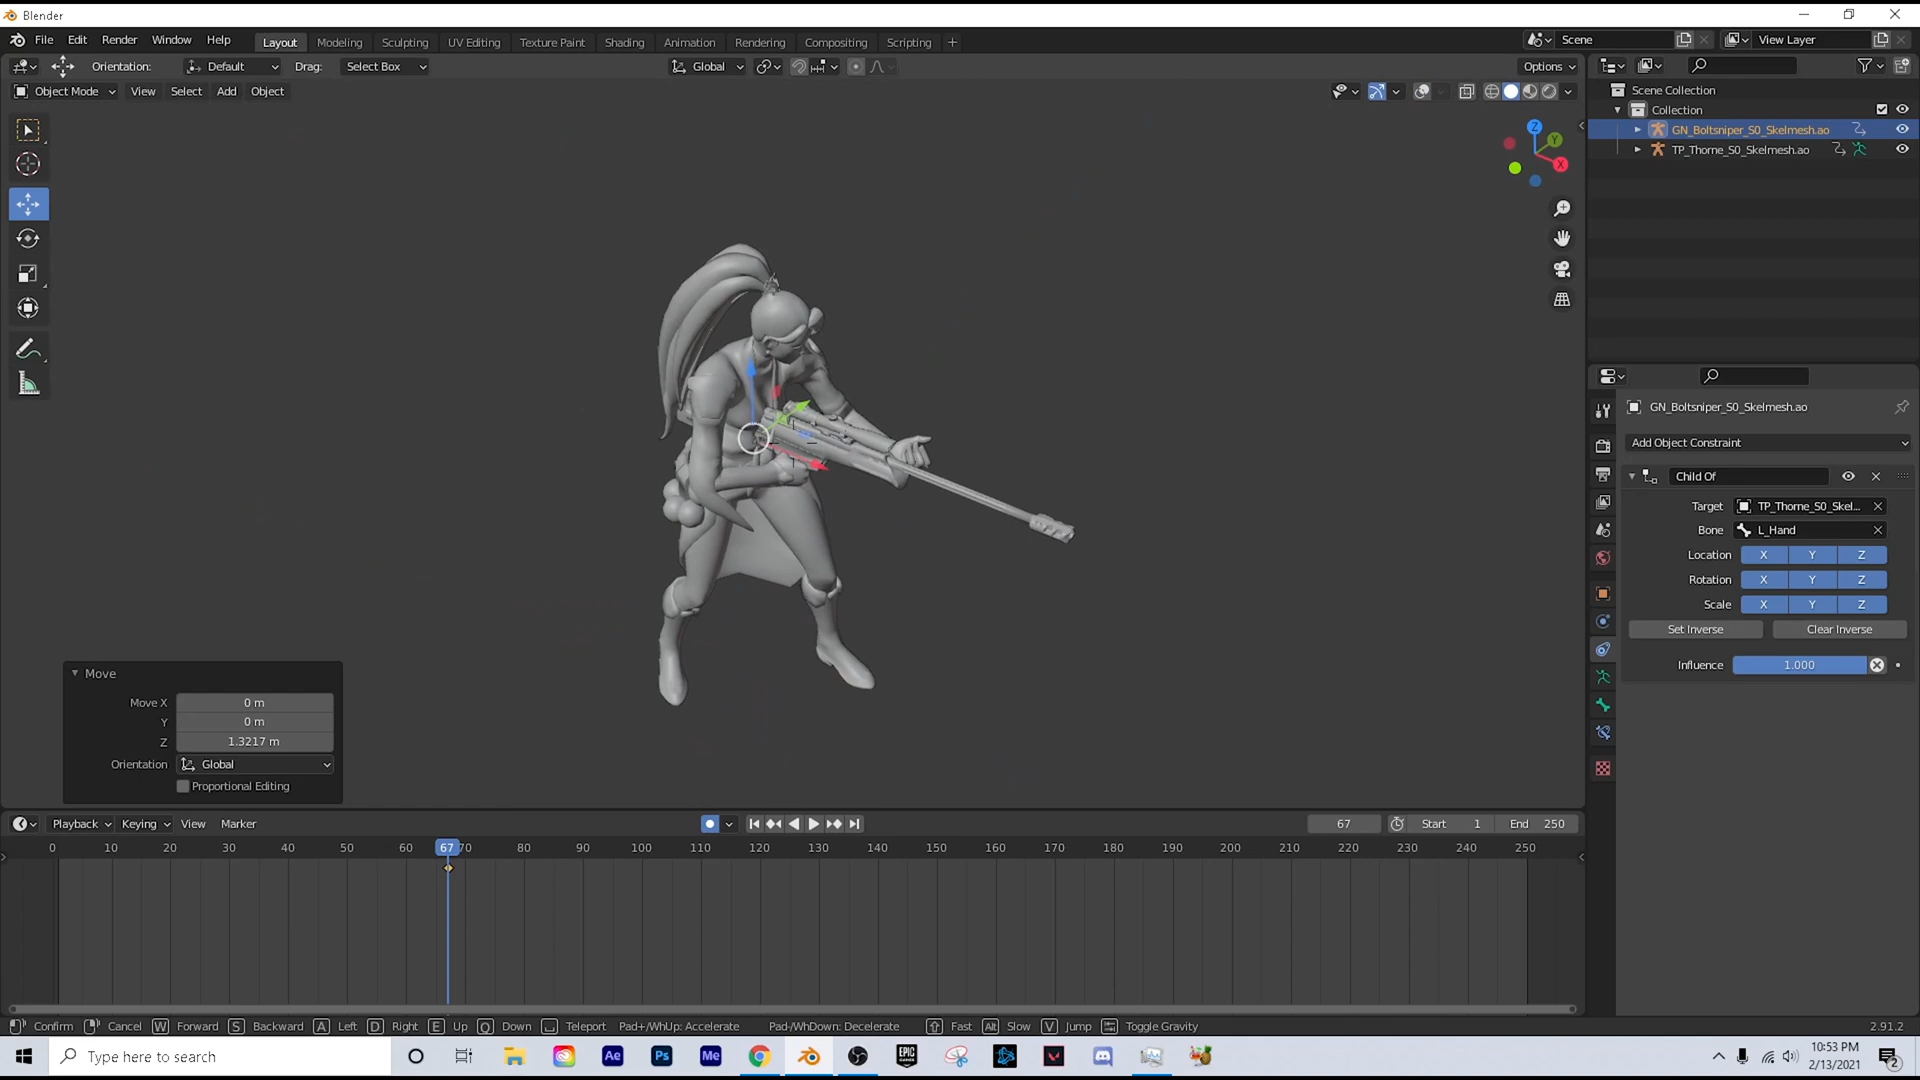 Blender
File Edit Render Window Help Layout Modeling Sculpting UV Editing Texture Paint Shading Animation Rendering Compositing Scripting + Scene View Layer
Orientation: Default Drag: Select Box Global Options
Object Mode View Select Add Object
Scene Collection
Collection
GN_Boltsniper_S0_Skelmesh.ao
TP_Thorne_S0_Skelmesh.ao
Z
Y
X
GN_Boltsniper_S0_Skelmesh.ao
Add Object Constraint
Child Of
Target TP_Thorne_S0_Skel...
Bone L_Hand
Location X Y Z
Rotation X Y Z
Scale X Y Z
Set Inverse Clear Inverse
Influence 1.000
Move
Move X 0 m
Y 0 m
Z 1.3217 m
Orientation Global
Proportional Editing
Playback Keying View Marker 67 Start 1 End 250
0 10 20 30 40 50 60 67 70 80 90 100 110 120 130 140 150 160 170 180 190 200 210 220 230 240 250
Confirm Cancel W Forward S Backward A Left D Right E Up Q Down Teleport Pad+/WhUp: Accelerate Pad-/WhDown: Decelerate Fast Alt Slow V Jump Toggle Gravity 2.91.2
Type here to search Ae Ps Me EPIC GAMES 10:53 PM
2/13/2021 2